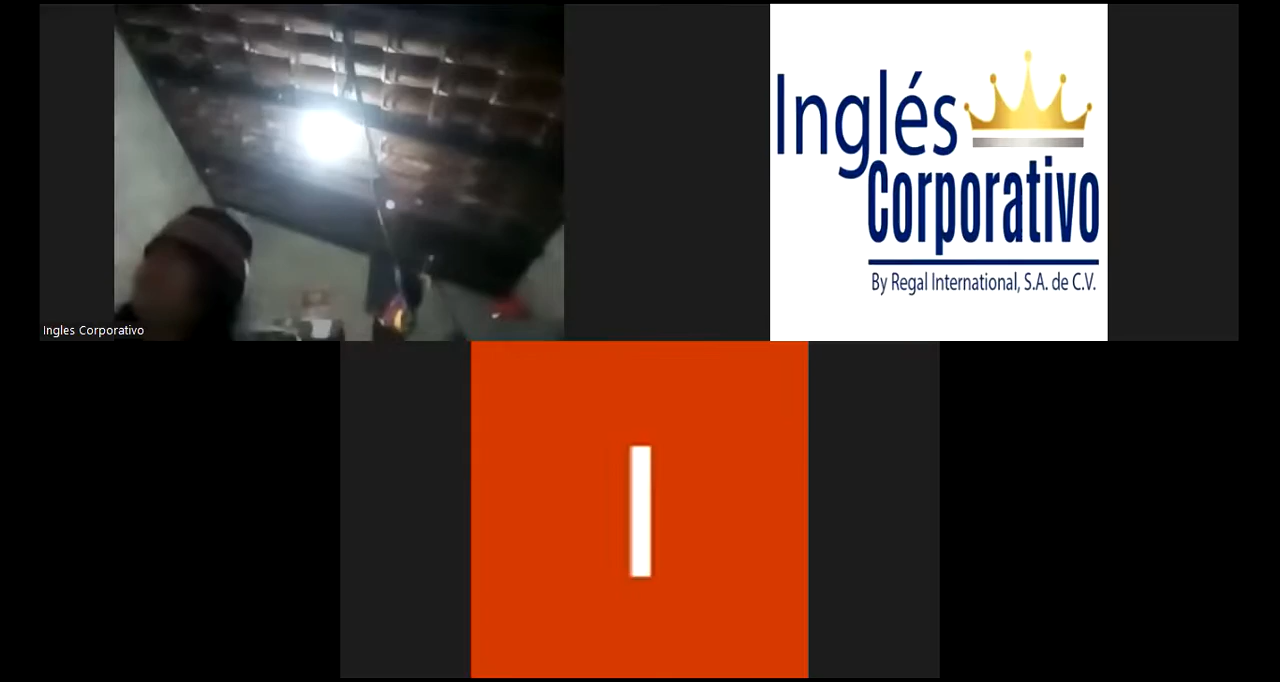 Inglés
Corporativo
By Regal International, S.A. de C.V.
Ingles Corporativo
I